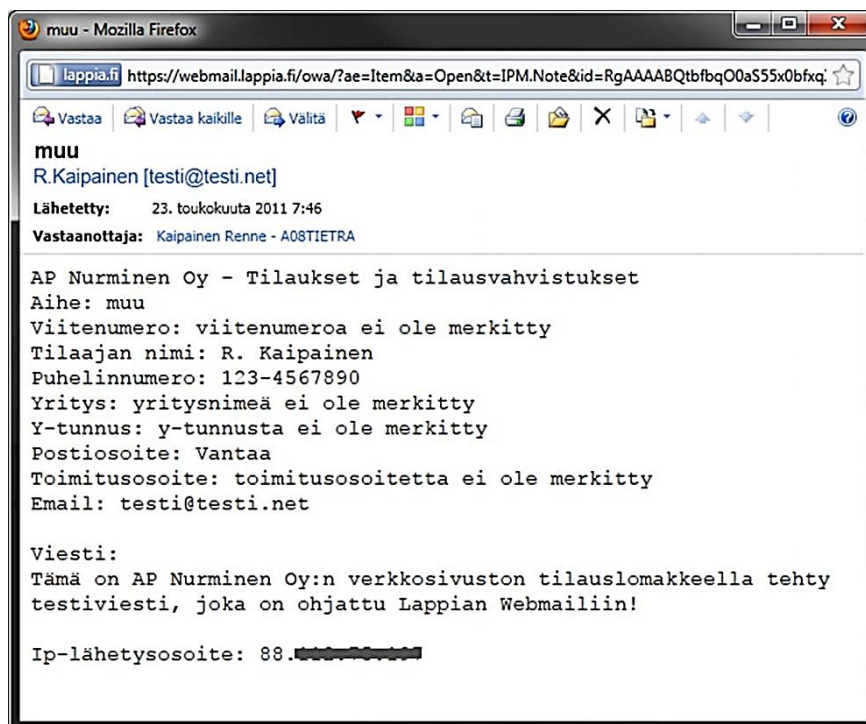 muu - Mozilla Firefox
lappia.fi https://webmail.lappia.fi/owa/?ae=Item&a=Open&t=IPM.Note&id=RgAAAABQtbfbqO0aS55x0bfxq
Vastaa Vastaa kaikille Välitä
muu
R.Kaipainen [testi@testi.net]
Lähetetty: 23. toukokuuta 2011 7:46
Vastaanottaja: Kaipainen Renne - A08TIETRA
AP Nurminen Oy - Tilaukset ja tilausvahvistukset
Aihe: muu
Viitenumero: viitenumeroa ei ole merkitty
Tilaajan nimi: R. Kaipainen
Puhelinnumero: 123-4567890
Yritys: yritysnimeä ei ole merkitty
Y-tunnus: y-tunnusta ei ole merkitty
Postiosoite: Vantaa
Toimitusosoite: toimitusosoitetta ei ole merkitty
Email: testi@testi.net
Viesti:
Tämä on AP Nurminen Oy:n verkkosivuston tilauslomakkeella tehty
testiviesti, joka on ohjattu Lappian Webmailiin!
Ip-lähetysosoite: 88.